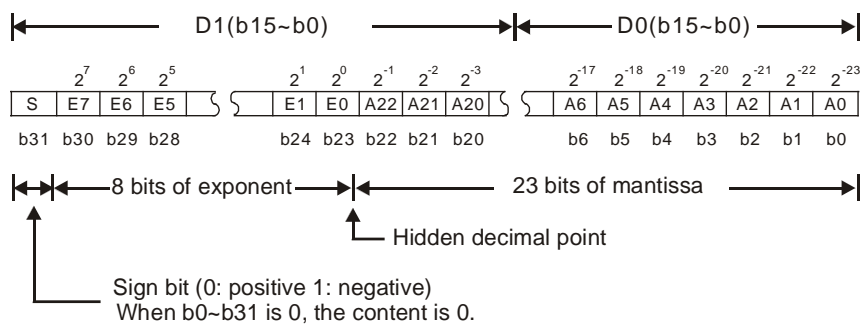 D1(b15~b0) D0(b15~b0)
2^7 2^6 2^5 2^1 2^0 2^-1 2^-2 2^-3 2^-17 2^-18 2^-19 2^-20 2^-21 2^-22 2^-23
S E7 E6 E5 E1 E0 A22 A21 A20 A6 A5 A4 A3 A2 A1 A0
b31 b30 b29 b28 b24 b23 b22 b21 b20 b6 b5 b4 b3 b2 b1 b0
8 bits of exponent 23 bits of mantissa
Hidden decimal point
Sign bit (0: positive 1: negative)
When b0~b31 is 0, the content is 0.